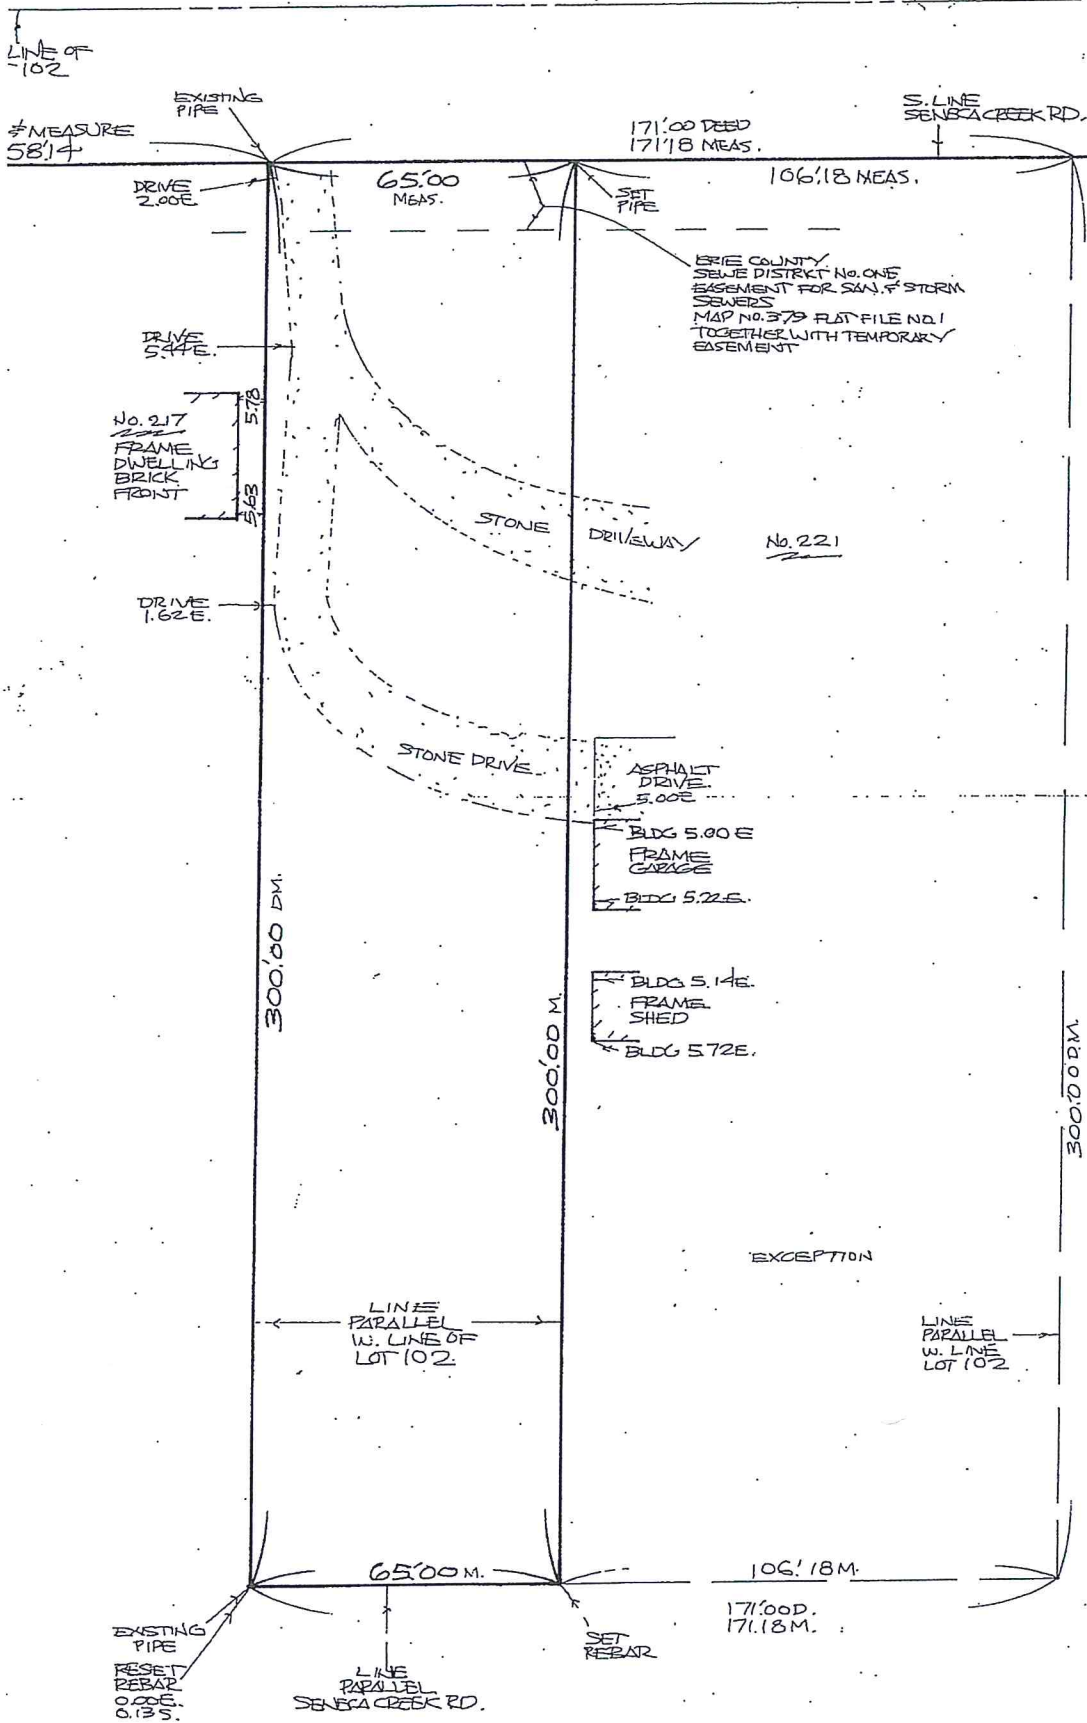 LINE OF
-102
EXISTING
PIPE
& MEASURE
58'14
171'.00 DEED
171'18 MEAS.
S. LINE
SENECA CREEK RD.
DRIVE
2.00E.
65'.00
MEAS.
SET
PIPE
106'.18 MEAS.
ERIE COUNTY
SEWE DISTRKT No. ONE
EASEMENT FOR SAN. & STORM
SEWERS
MAP NO. 379 FLAT FILE NO.1
TOGETHER WITH TEMPORARY
EASEMENT
DRIVE
5.44E.
No. 217
FRAME
DWELLING
BRICK
FRONT
5.78
5.63
STONE DRIVEWAY
No. 221
DRIVE
1.62E.
STONE DRIVE
ASPHALT
DRIVE.
5.00E
BLDG 5.00 E
FRAME
GARAGE
BLDG 5.22E.
300'.00 DM.
300'.00 M.
300'.00 D.M.
BLDG 5.14E.
FRAME
SHED
BLDG 5.72E.
EXCEPTION
LINE
PARALLEL
W. LINE OF
LOT 102.
LINE
PARALLEL
W. LINE
LOT 102
65'.00 M.
106'.18 M.
171'.00D.
171.18M.
EXISTING
PIPE
RESET
REBAR
0.00E.
0.13S.
LINE
PARALLEL
SENECA CREEK RD.
SET
REBAR